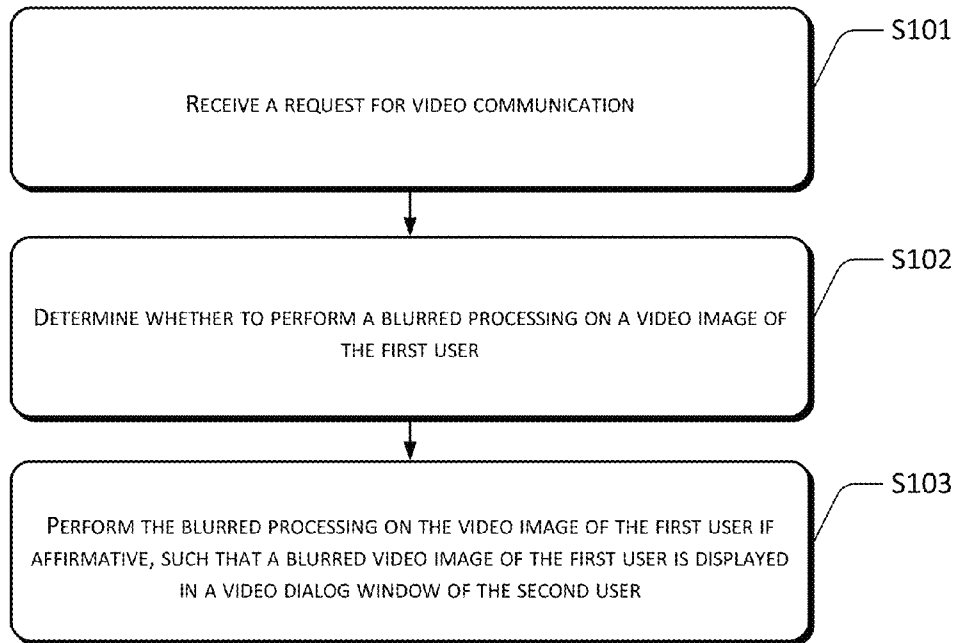 RECEIVE A REQUEST FOR VIDEO COMMUNICATION
S101
DETERMINE WHETHER TO PERFORM A BLURRED PROCESSING ON A VIDEO IMAGE OF
THE FIRST USER
S102
PERFORM THE BLURRED PROCESSING ON THE VIDEO IMAGE OF THE FIRST USER IF
AFFIRMATIVE, SUCH THAT A BLURRED VIDEO IMAGE OF THE FIRST USER IS DISPLAYED
IN A VIDEO DIALOG WINDOW OF THE SECOND USER
S103